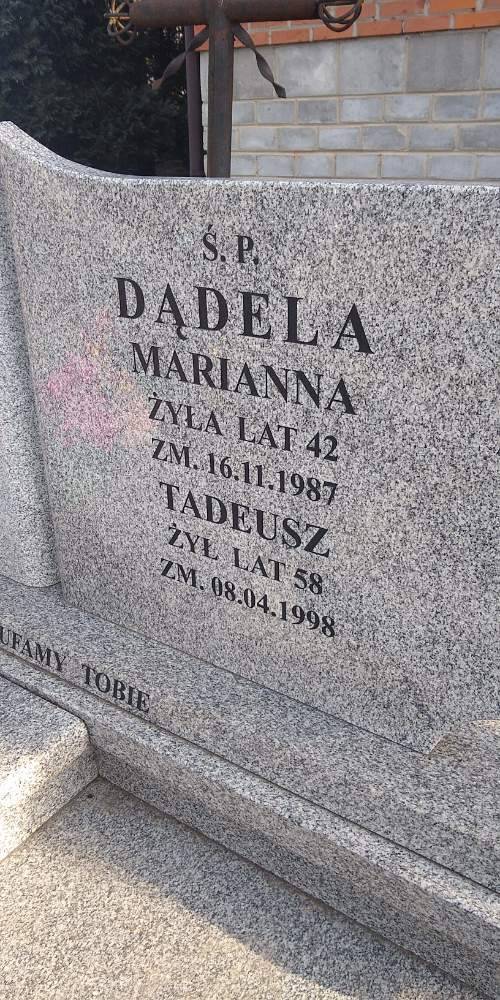 Ś. P.
DĄDELA
MARIANNA
ŻYŁA LAT 42
ZM. 16.11.1987
TADEUSZ
ŻYŁ LAT 58
ZM. 08.04.1998
UFAMY TOBIE